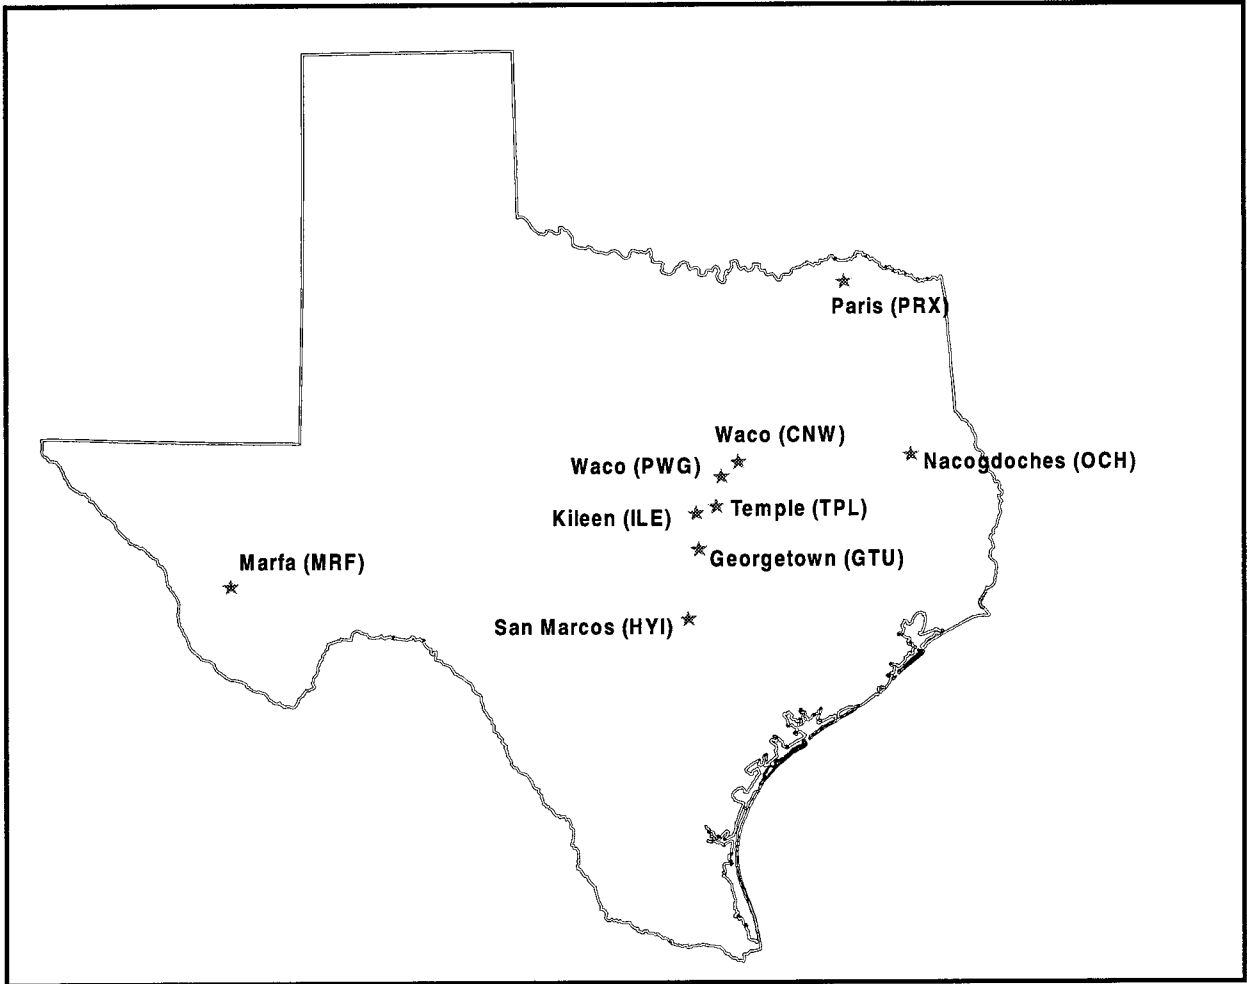 Paris (PRX)
Waco (CNW)
Nacogdoches (OCH)
Waco (PWG)
Temple (TPL)
Kileen (ILE)
Georgetown (GTU)
Marfa (MRF)
San Marcos (HYI)